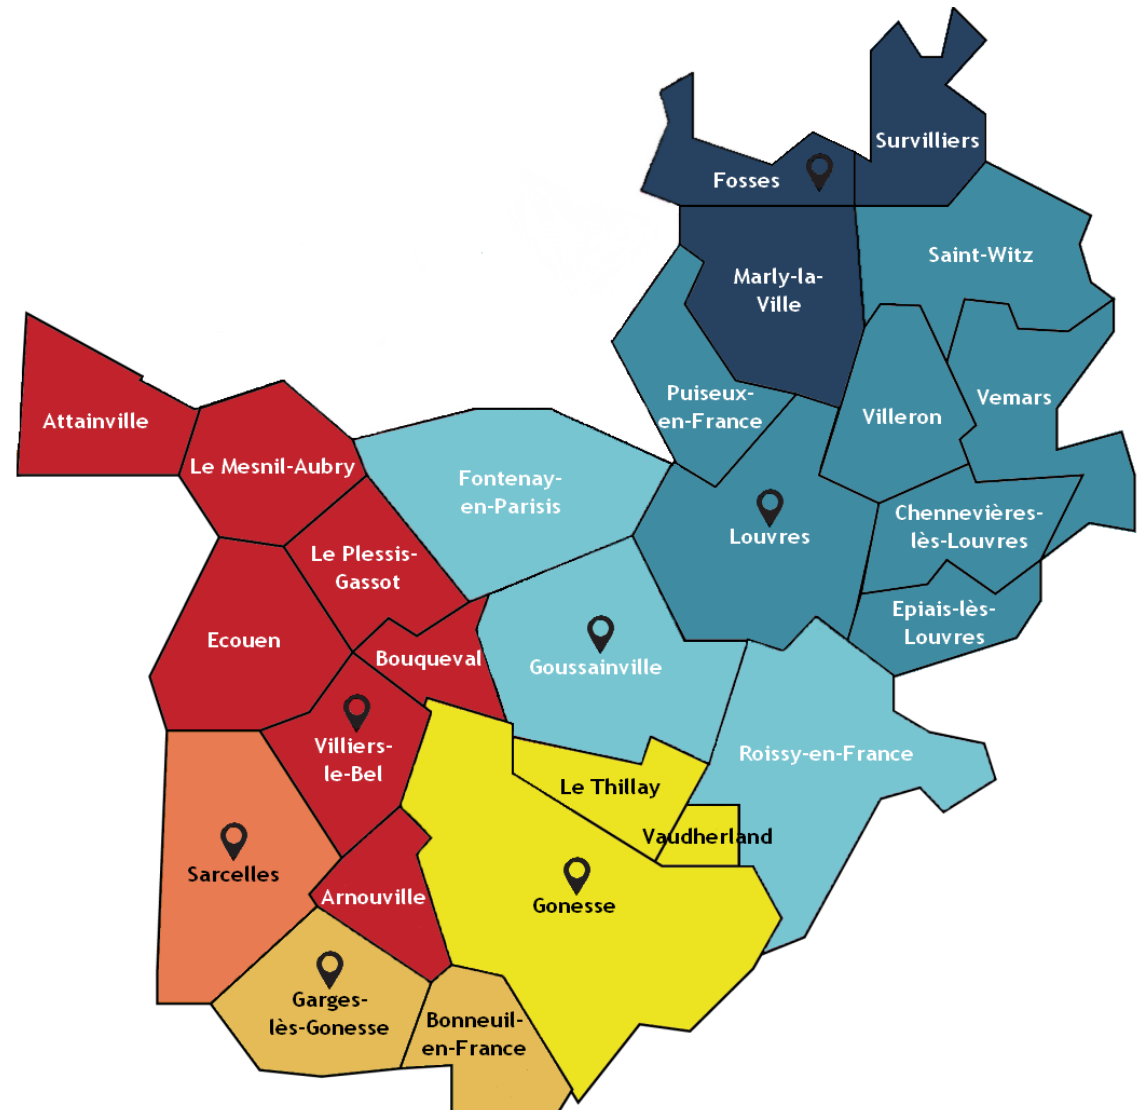 Survilliers
Fosses
Saint-Witz
Marly-la-
Ville
Puiseux-
en-France
Vemars
Villeron
Attainville
Le Mesnil-Aubry
Fontenay-
en-Parisis
Chennevières-
lès-Louvres
Louvres
Le Plessis-
Gassot
Epiais-lès-
Louvres
Ecouen
Bouqueval
Goussainville
Villiers-
le-Bel
Roissy-en-France
Le Thillay
Vaudherland
Sarcelles
Arnouville
Gonesse
Garges-
lès-Gonesse
Bonneuil-
en-France